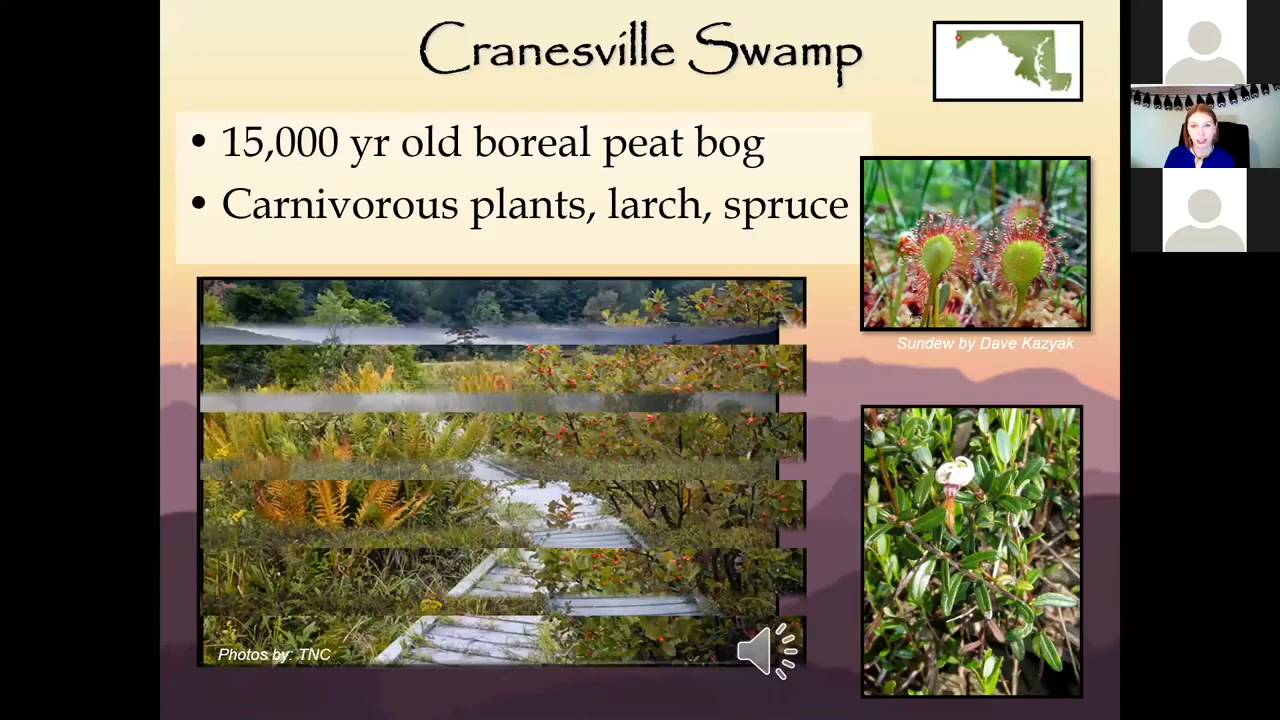 Cranesville Swamp
• 15,000 yr old boreal peat bog
• Carnivorous plants, larch, spruce
Sundew by Dave Kazyak
Photos by: TNC